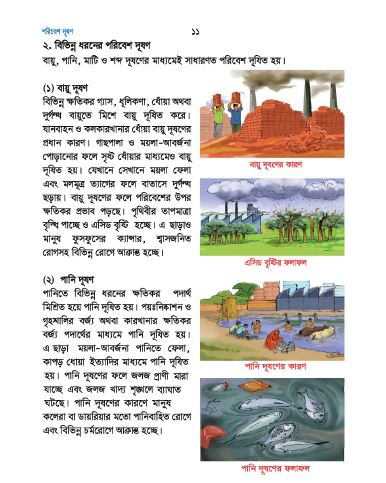 পরিবেশ দূষণ
১১
২. বিভিন্ন ধরনের পরিবেশ দূষণ
বায়ু, পানি, মাটি ও শব্দ দূষণের মাধ্যমেই সাধারণত পরিবেশ দূষিত হয়।
(১) বায়ু দূষণ
বিভিন্ন ক্ষতিকর গ্যাস, ধূলিকণা, ধোঁয়া অথবা
দুর্গন্ধ বায়ুতে মিশে বায়ু দূষিত করে।
যানবাহন ও কলকারখানার ধোঁয়া বায়ু দূষণের
প্রধান কারণ। গাছপালা ও ময়লা-আবর্জনা
পোড়ানোর ফলে সৃষ্ট ধোঁয়ার মাধ্যমেও বায়ু
দূষিত হয়। যেখানে সেখানে ময়লা ফেলা
এবং মলমূত্র ত্যাগের ফলে বাতাসে দুর্গন্ধ
ছড়ায়। বায়ু দূষণের ফলে পরিবেশের উপর
ক্ষতিকর প্রভাব পড়ছে। পৃথিবীর তাপমাত্রা
বৃদ্ধি পাচ্ছে ও এসিড বৃষ্টি হচ্ছে। এ ছাড়াও
মানুষ ফুসফুসের ক্যান্সার, শ্বাসজনিত
রোগসহ বিভিন্ন রোগে আক্রান্ত হচ্ছে।
বায়ু দূষণের কারণ
এসিড বৃষ্টির ফলাফল
(২) পানি দূষণ
পানিতে বিভিন্ন ধরনের ক্ষতিকর পদার্থ
মিশ্রিত হয়ে পানি দূষিত হয়। পয়ঃনিষ্কাশন ও
গৃহস্থালির বর্জ্য অথবা কারখানার ক্ষতিকর
বর্জ্য পদার্থের মাধ্যমে পানি দূষিত হয়।
এ ছাড়া ময়লা-আবর্জনা পানিতে ফেলা,
কাপড় ধোয়া ইত্যাদির মাধ্যমে পানি দূষিত
হয়। পানি দূষণের ফলে জলজ প্রাণী মারা
যাচ্ছে এবং জলজ খাদ্য শৃঙ্খলে ব্যাঘাত
ঘটছে। পানি দূষণের কারণে মানুষ
কলেরা বা ডায়রিয়ার মতো পানিবাহিত রোগে
এবং বিভিন্ন চর্মরোগে আক্রান্ত হচ্ছে।
পানি দূষণের কারণ
পানি দূষণের ফলাফল